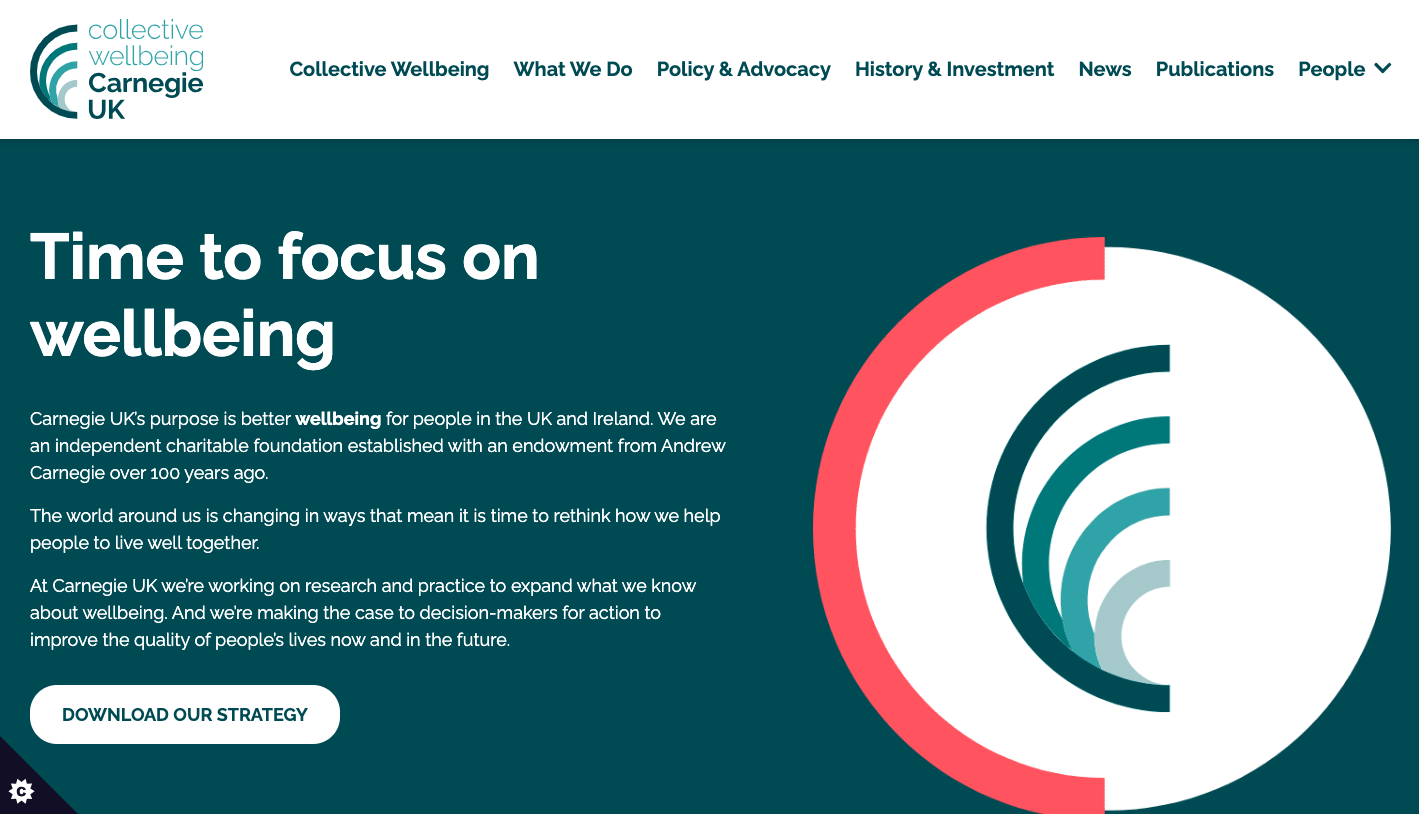 collective
wellbeing
Carnegie
UK
Collective Wellbeing What We Do Policy & Advocacy History & Investment News Publications People
Time to focus on
wellbeing
Carnegie UK’s purpose is better wellbeing for people in the UK and Ireland. We are
an independent charitable foundation established with an endowment from Andrew
Carnegie over 100 years ago.
The world around us is changing in ways that mean it is time to rethink how we help
people to live well together.
At Carnegie UK we’re working on research and practice to expand what we know
about wellbeing. And we’re making the case to decision-makers for action to
improve the quality of people’s lives now and in the future.
DOWNLOAD OUR STRATEGY
C